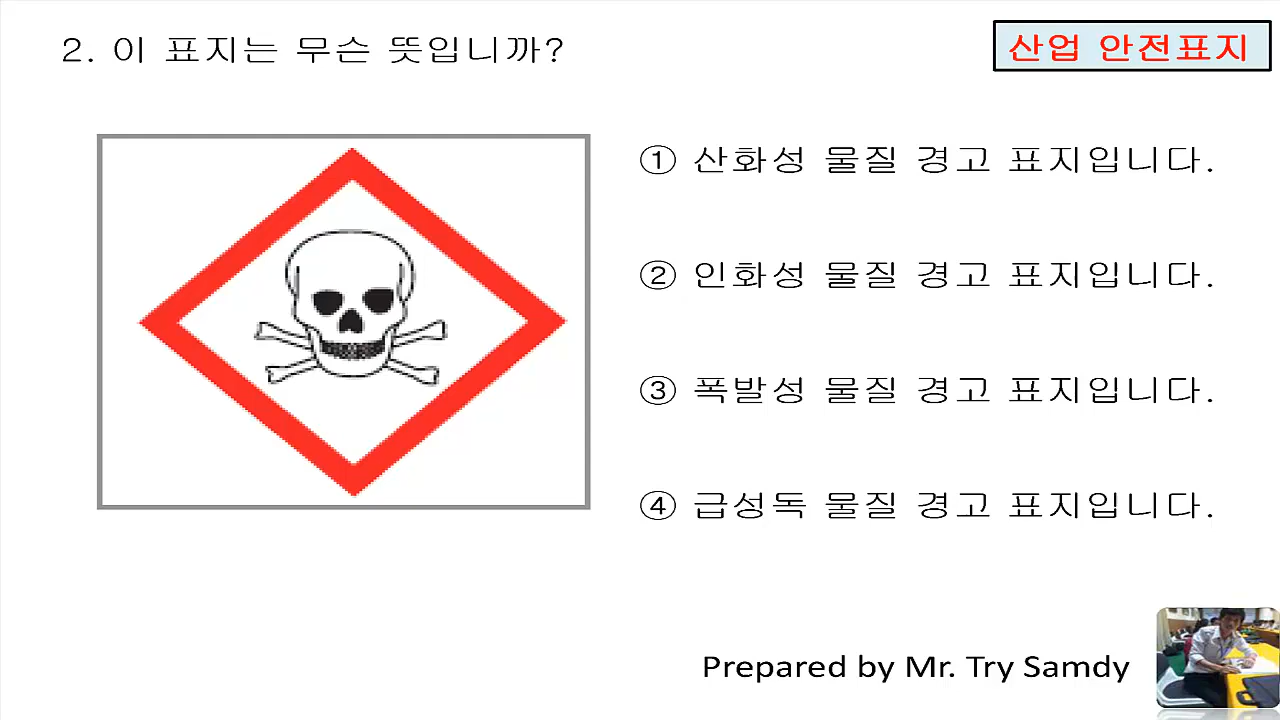 2. 이 표지는 무슨 뜻입니까?
산업 안전표지
① 산화성 물질 경고 표지입니다.
② 인화성 물질 경고 표지입니다.
③ 폭발성 물질 경고 표지입니다.
④ 급성독 물질 경고 표지입니다.
Prepared by Mr. Try Samdy